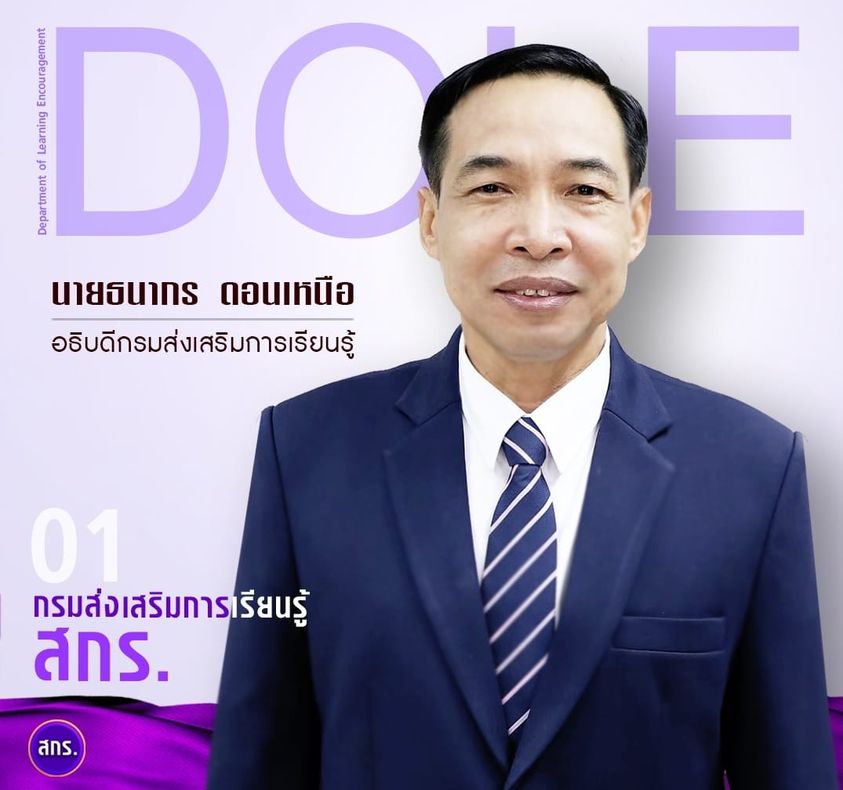 Department of Learning Encouragement
DOLE
นายธนากร ดอนเหนือ
อธิบดีกรมส่งเสริมการเรียนรู้
01
กรมส่งเสริมการเรียนรู้
สกร.
สกร.